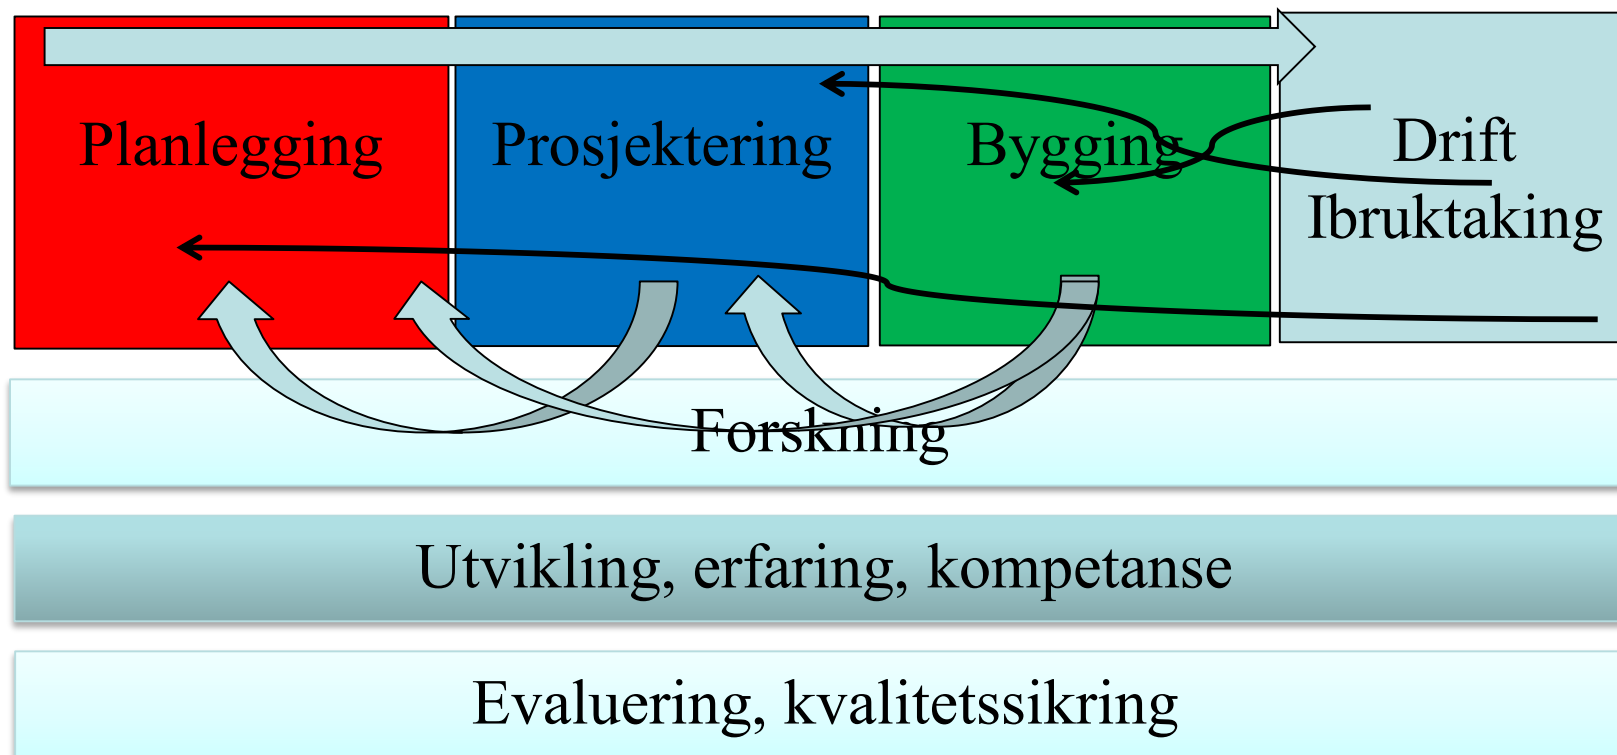 Planlegging
Prosjektering
Bygging
Drift
Ibruktaking
Forskning
Utvikling, erfaring, kompetanse
Evaluering, kvalitetssikring